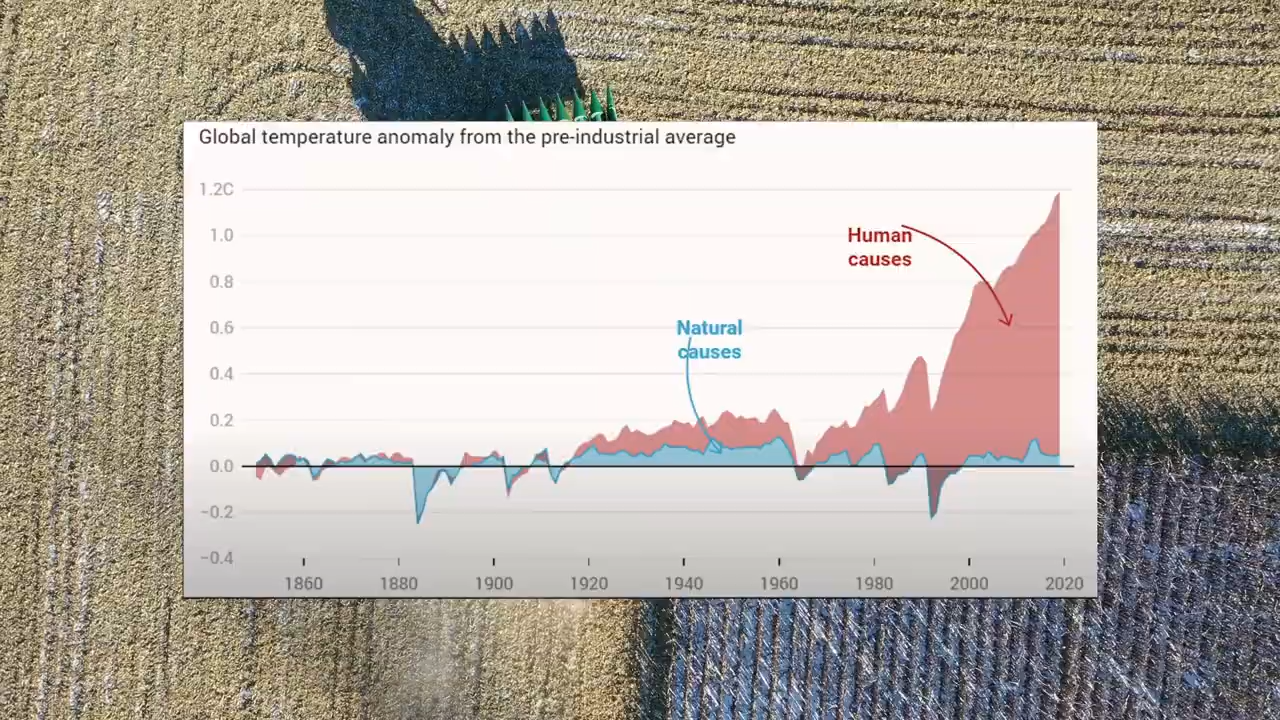 Global temperature anomaly from the pre-industrial average
1.2C
1.0
0.8
0.6
0.4
0.2
0.0
−0.2
−0.4
Human
causes
Natural
causes
1860 1880 1900 1920 1940 1960 1980 2000 2020